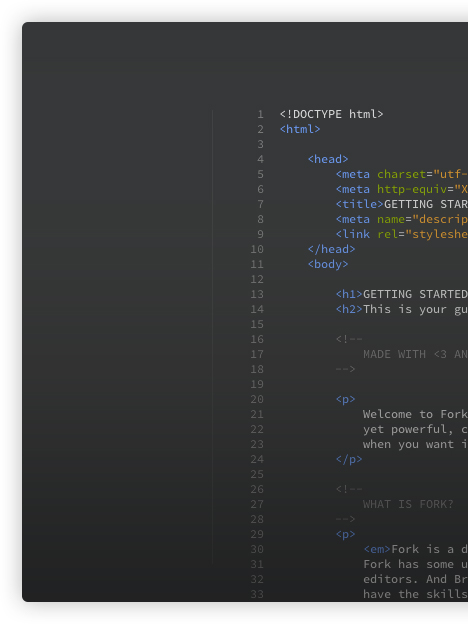 1 <!DOCTYPE html>
2 <html>
3
4 <head>
5 <meta charset="utf-
6 <meta http-equiv="X
7 <title>GETTING STAR
8 <meta name="descrip
9 <link rel="styleshe
10 </head>
11 <body>
12
13 <h1>GETTING STARTED
14 <h2>This is your gu
15
16 <!--
17 MADE WITH <3 AN
18 -->
19
20 <p>
21 Welcome to Fork
22 yet powerful, c
23 when you want i
24 </p>
25
26 <!--
27 WHAT IS FORK?
28 -->
29 <p>
30 <em>Fork is a d
31 Fork has some u
32 editors. And Br
33 have the skills